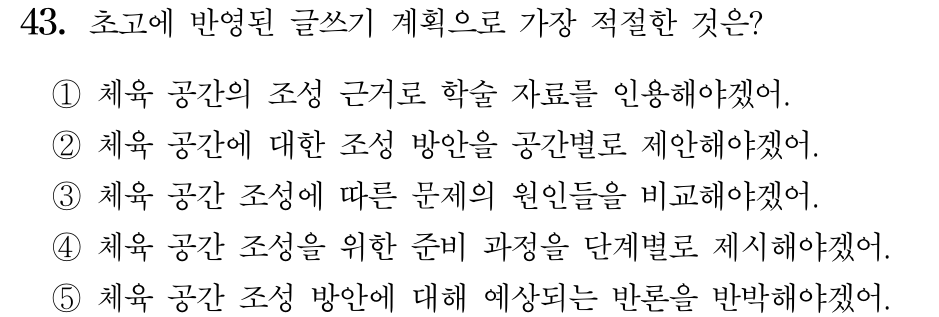 43. 초고에 반영된 글쓰기 계획으로 가장 적절한 것은?
① 체육 공간의 조성 근거로 학술 자료를 인용해야겠어.
② 체육 공간에 대한 조성 방안을 공간별로 제안해야겠어.
③ 체육 공간 조성에 따른 문제의 원인들을 비교해야겠어.
④ 체육 공간 조성을 위한 준비 과정을 단계별로 제시해야겠어.
⑤ 체육 공간 조성 방안에 대해 예상되는 반론을 반박해야겠어.